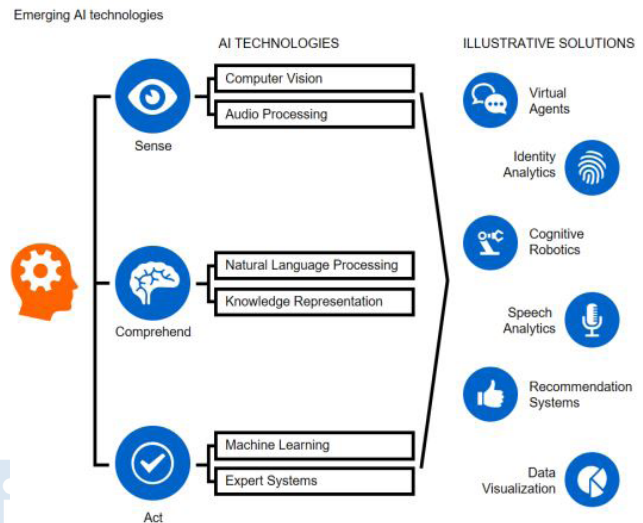 Emerging AI technologies
AI TECHNOLOGIES
ILLUSTRATIVE SOLUTIONS
Computer Vision
Audio Processing
Sense
Natural Language Processing
Knowledge Representation
Comprehend
Machine Learning
Expert Systems
Act
Virtual
Agents
Identity
Analytics
Cognitive
Robotics
Speech
Analytics
Recommendation
Systems
Data
Visualization